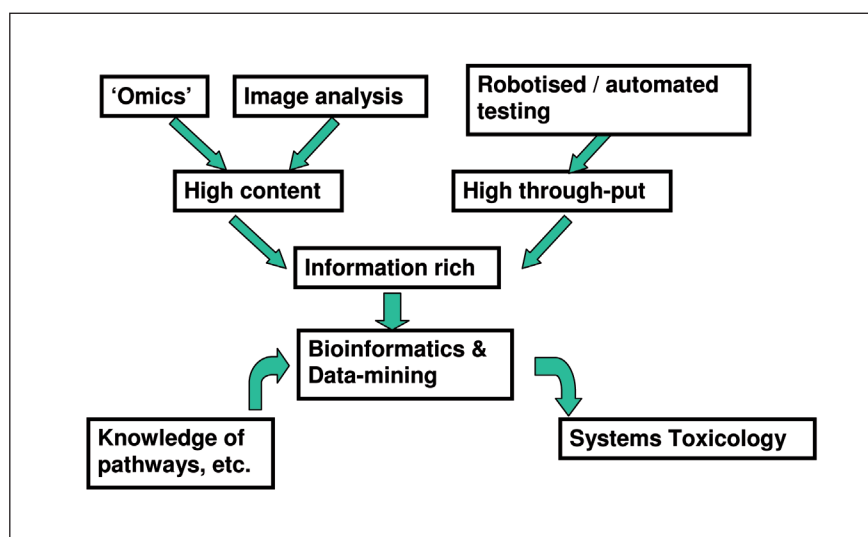 ‘Omics’
Image analysis
Robotised / automated
testing
High content
High through-put
Information rich
Bioinformatics &
Data-mining
Knowledge of
pathways, etc.
Systems Toxicology